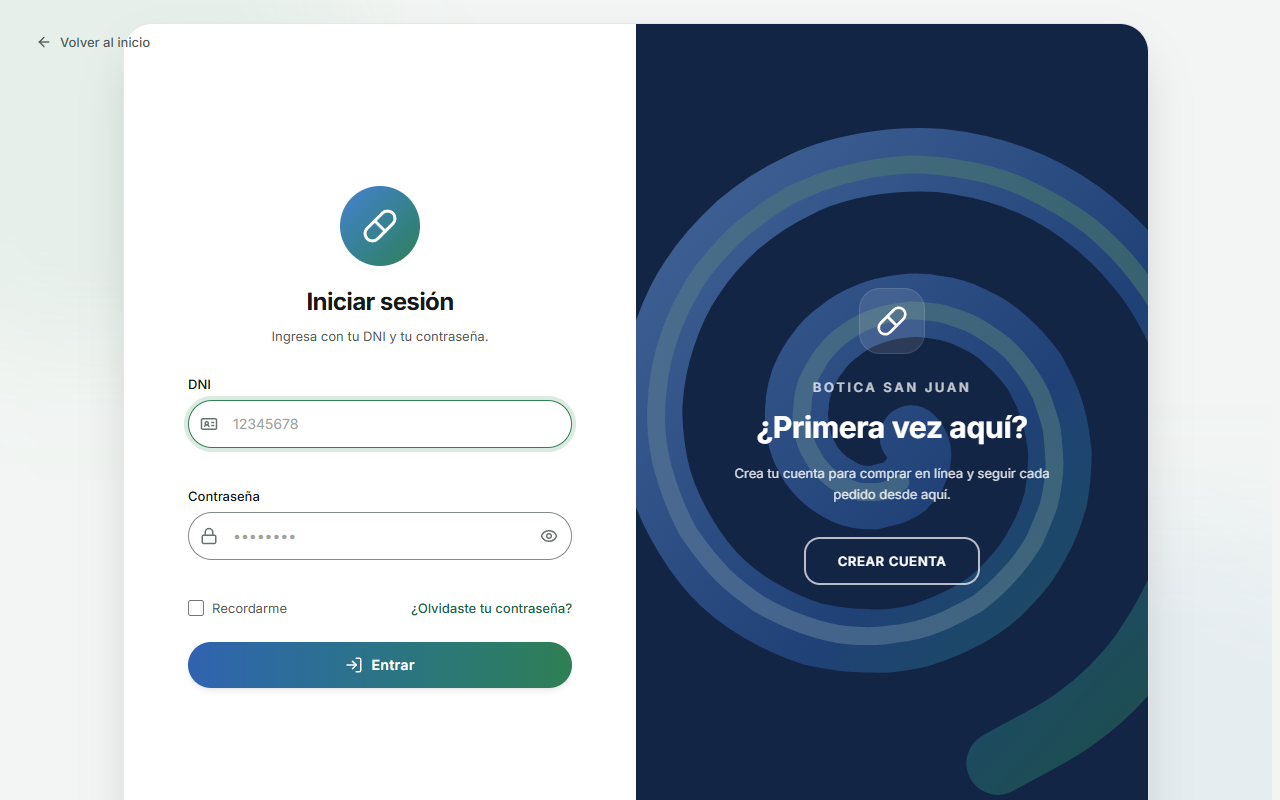 Volver al inicio
Iniciar sesión
Ingresa con tu DNI y tu contraseña.
DNI
12345678
Contraseña
••••••••
Recordarme
¿Olvidaste tu contraseña?
Entrar
BOTICA SAN JUAN
¿Primera vez aquí?
Crea tu cuenta para comprar en línea y seguir cada
pedido desde aquí.
CREAR CUENTA